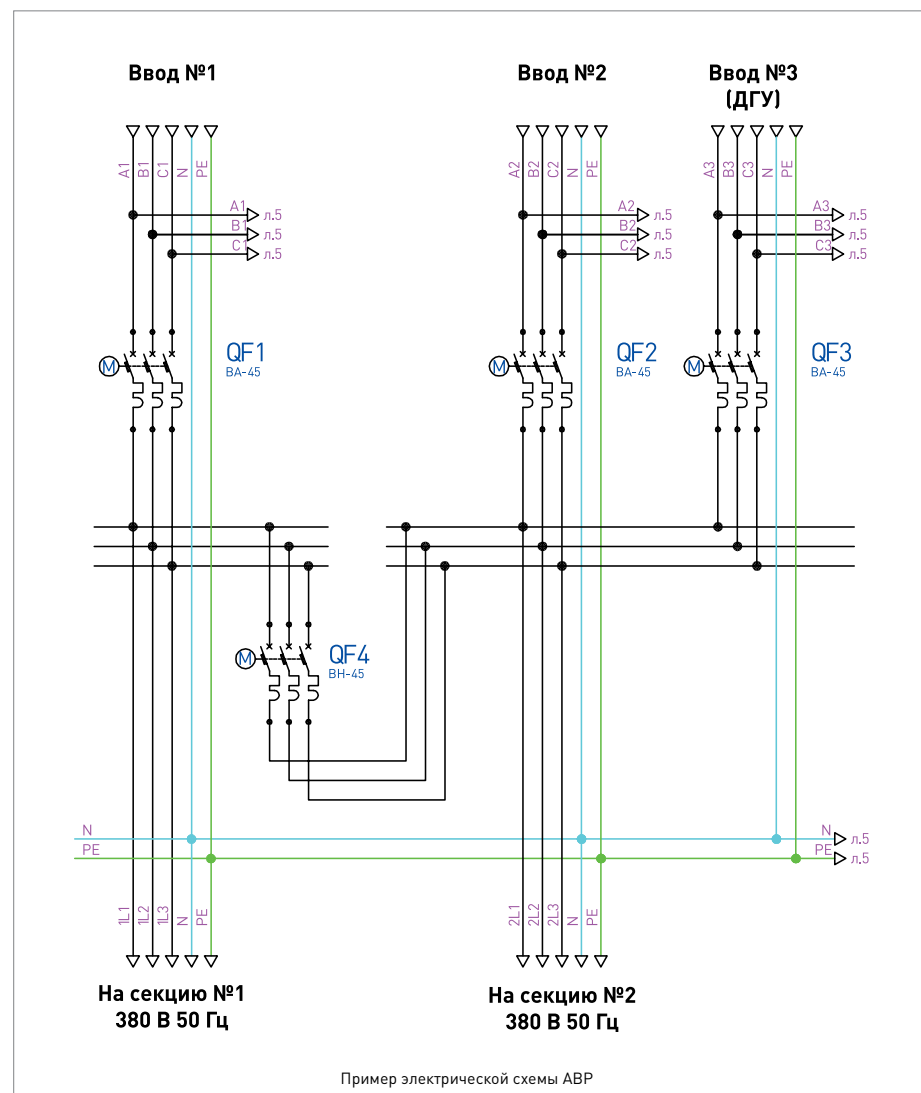 Ввод №1
Ввод №2
Ввод №3
(ДГУ)
A1
B1
C1
N
PE
A2
B2
C2
N
PE
A3
B3
C3
N
PE
A1 л.5
B1 л.5
C1 л.5
A2 л.5
B2 л.5
C2 л.5
A3 л.5
B3 л.5
C3 л.5
M
QF1
ВА-45
M
QF2
ВА-45
M
QF3
ВА-45
M
QF4
ВН-45
N
N л.5
PE
PE л.5
1L1
1L2
1L3
N
PE
2L1
2L2
2L3
N
PE
На секцию №1
380 В 50 Гц
На секцию №2
380 В 50 Гц
Пример электрической схемы АВР